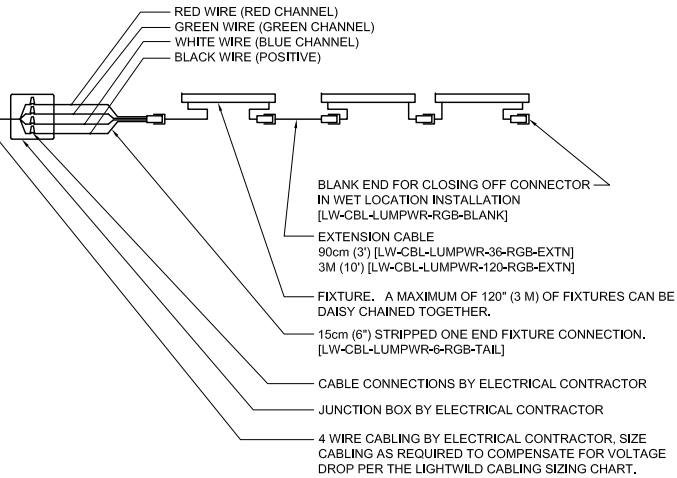 RED WIRE (RED CHANNEL)
GREEN WIRE (GREEN CHANNEL)
WHITE WIRE (BLUE CHANNEL)
BLACK WIRE (POSITIVE)
BLANK END FOR CLOSING OFF CONNECTOR
IN WET LOCATION INSTALLATION
[LW-CBL-LUMPWR-RGB-BLANK]
EXTENSION CABLE
90cm (3') [LW-CBL-LUMPWR-36-RGB-EXTN]
3M (10') [LW-CBL-LUMPWR-120-RGB-EXTN]
FIXTURE. A MAXIMUM OF 120" (3 M) OF FIXTURES CAN BE
DAISY CHAINED TOGETHER.
15cm (6") STRIPPED ONE END FIXTURE CONNECTION.
[LW-CBL-LUMPWR-6-RGB-TAIL]
CABLE CONNECTIONS BY ELECTRICAL CONTRACTOR
JUNCTION BOX BY ELECTRICAL CONTRACTOR
4 WIRE CABLING BY ELECTRICAL CONTRACTOR, SIZE
CABLING AS REQUIRED TO COMPENSATE FOR VOLTAGE
DROP PER THE LIGHTWILD CABLING SIZING CHART.